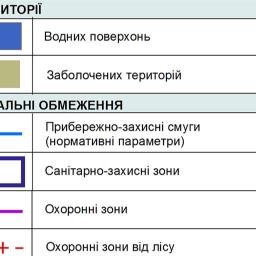 ИТОРІЇ
Водних поверхонь
Заболочених територій
АЛЬНІ ОБМЕЖЕННЯ
Прибережно-захисні смуги
(нормативні параметри)
Санітарно-захисні зони
Охоронні зони
Охоронні зони від лісу